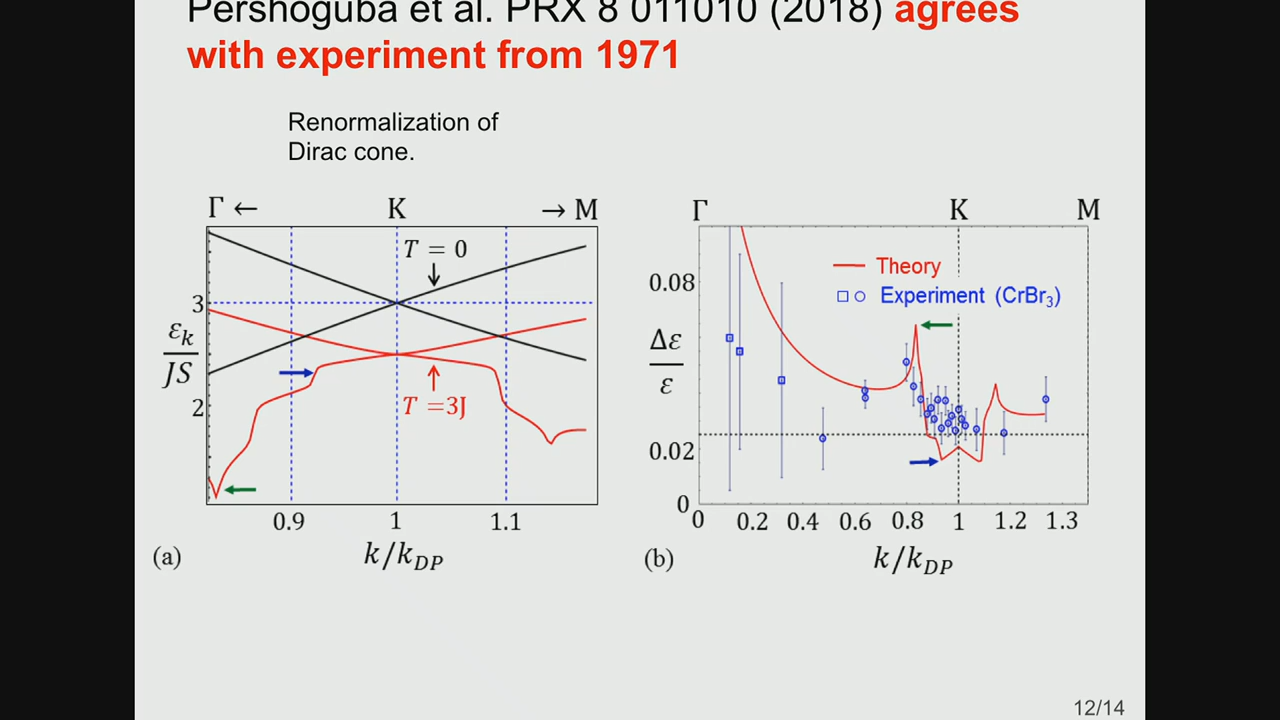 Pershoguba et al. PRX 8 011010 (2018) agrees
with experiment from 1971
Renormalization of
Dirac cone.
Γ ← K → M
T = 0
3
ε_k
JS
2
T =3J
0.9 1 1.1
(a) k/k_DP
Γ K M
Theory
0.08
Experiment (CrBr₃)
Δε
ε
0.02
0
0 0.2 0.4 0.6 0.8 1 1.2 1.3
(b) k/k_DP
12/14